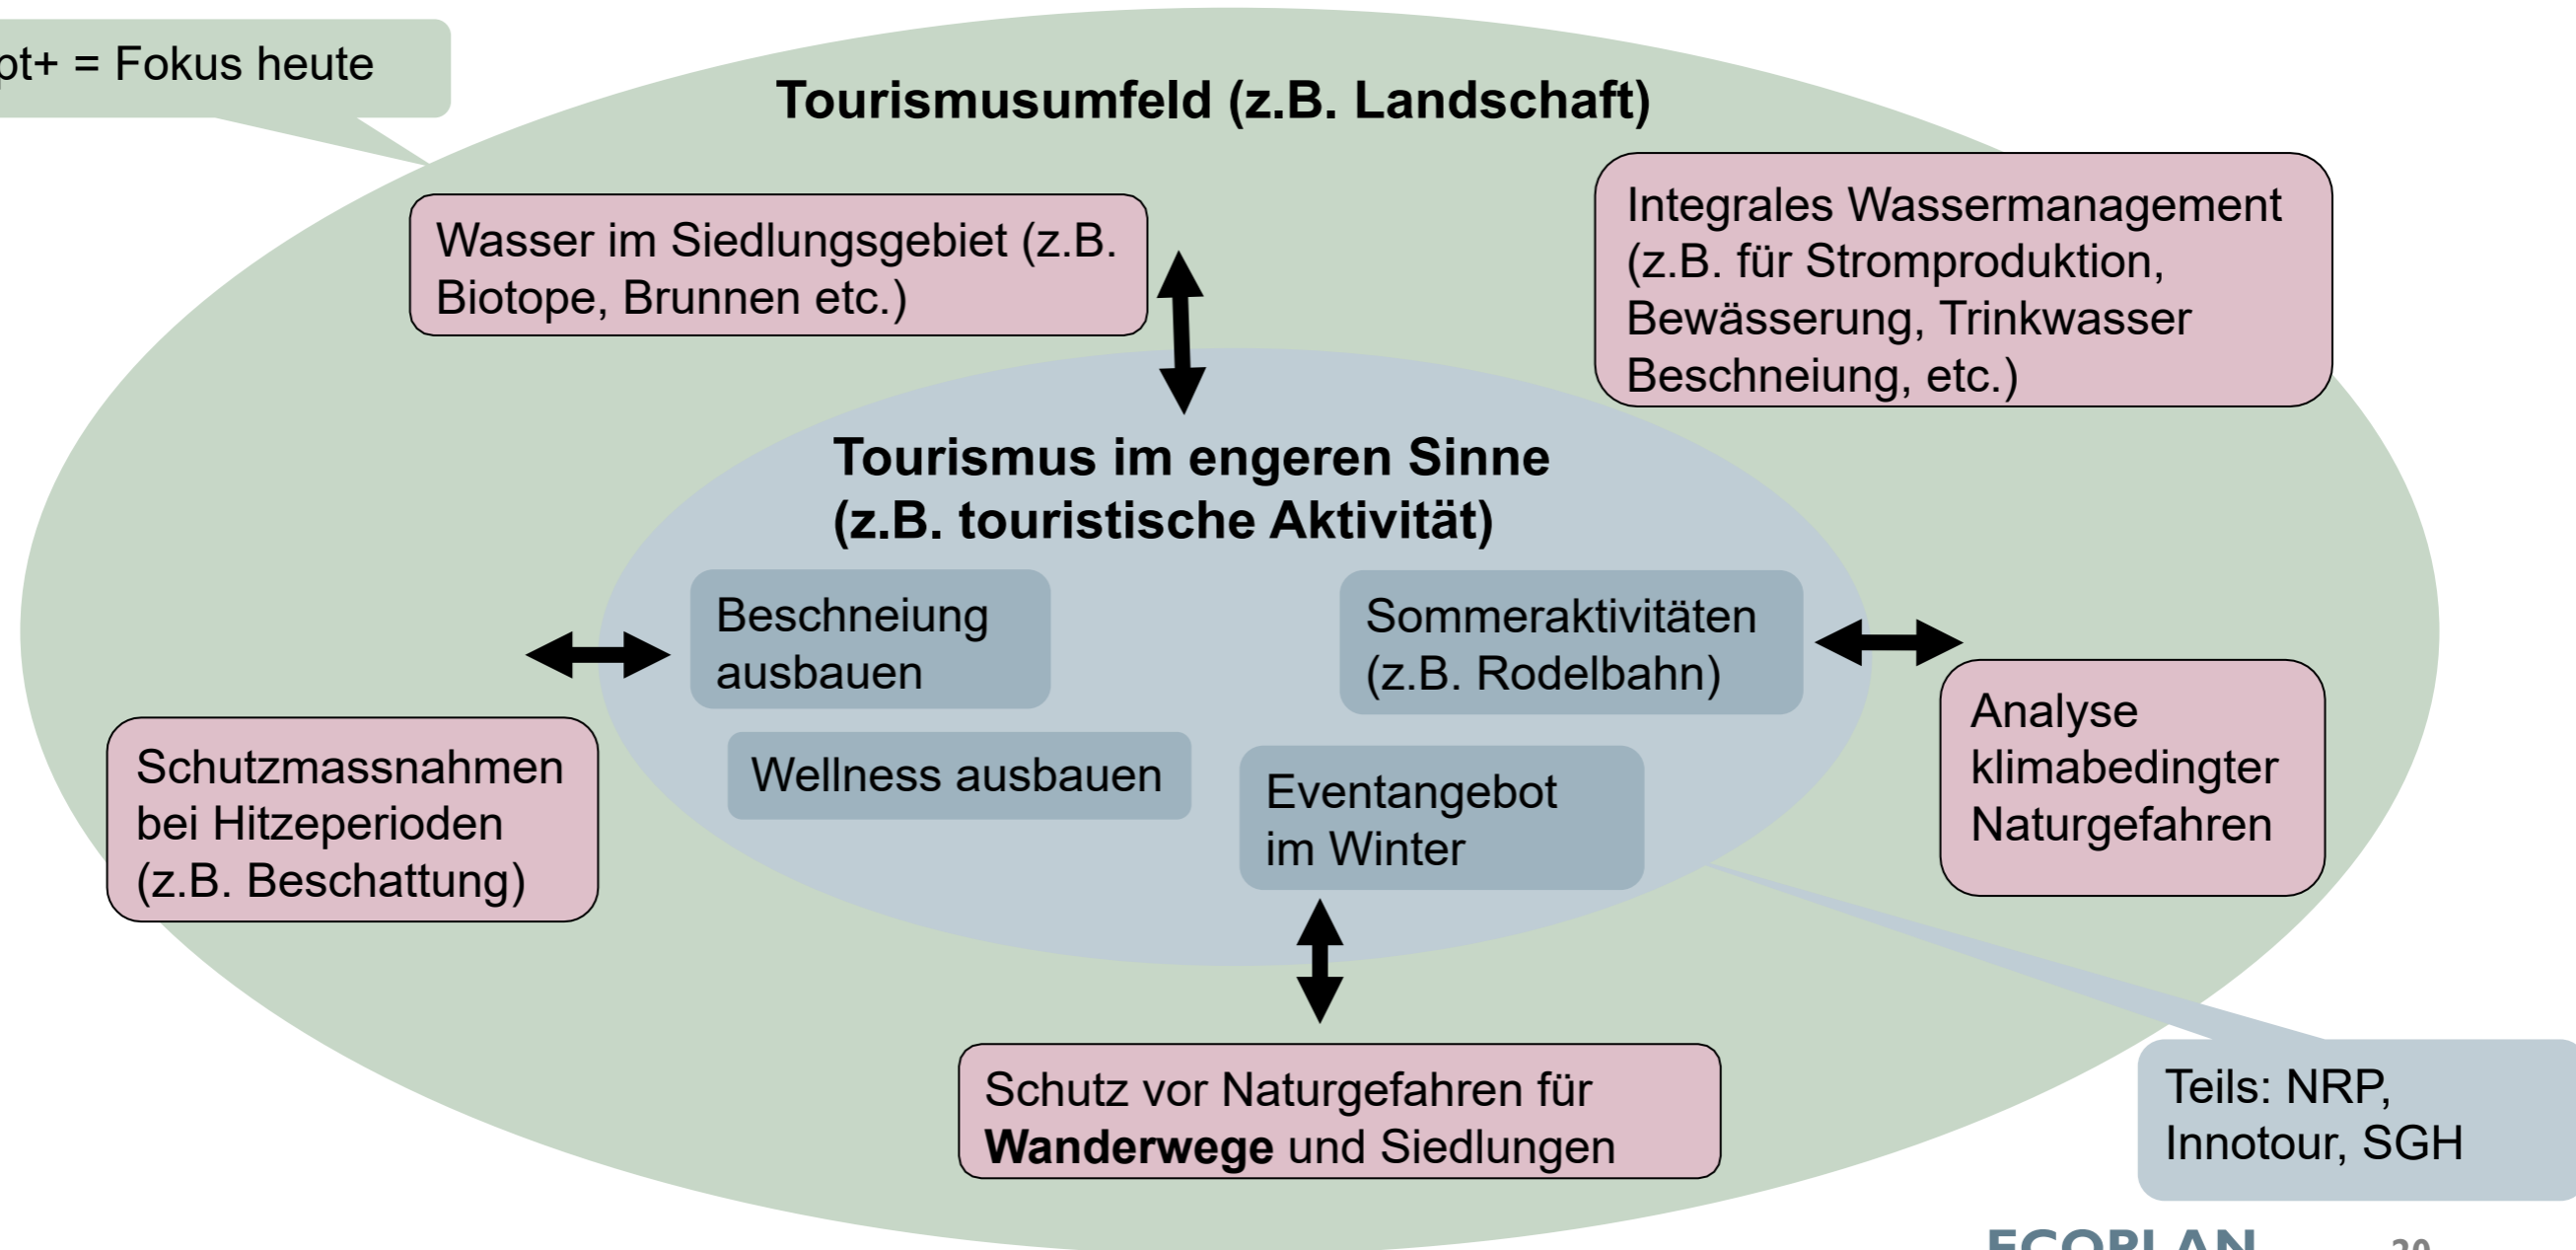 pt+ = Fokus heute
Tourismusumfeld (z.B. Landschaft)
Wasser im Siedlungsgebiet (z.B.
Biotope, Brunnen etc.)
Integrales Wassermanagement
(z.B. für Stromproduktion,
Bewässerung, Trinkwasser
Beschneiung, etc.)
Tourismus im engeren Sinne
(z.B. touristische Aktivität)
Beschneiung
ausbauen
Sommeraktivitäten
(z.B. Rodelbahn)
Wellness ausbauen
Eventangebot
im Winter
Schutzmassnahmen
bei Hitzeperioden
(z.B. Beschattung)
Analyse
klimabedingter
Naturgefahren
Schutz vor Naturgefahren für
Wanderwege und Siedlungen
Teils: NRP,
Innotour, SGH
ECOPLAN
20